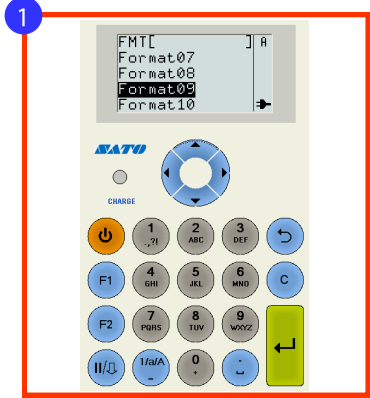 1
FMT[ ] A
Format07
Format08
Format09
Format10
SATO
CHARGE
1 .,?!
2 ABC
3 DEF
F1
4 GHI
5 JKL
6 MNO
C
F2
7 PQRS
8 TUV
9 WXYZ
1/a/A _
0